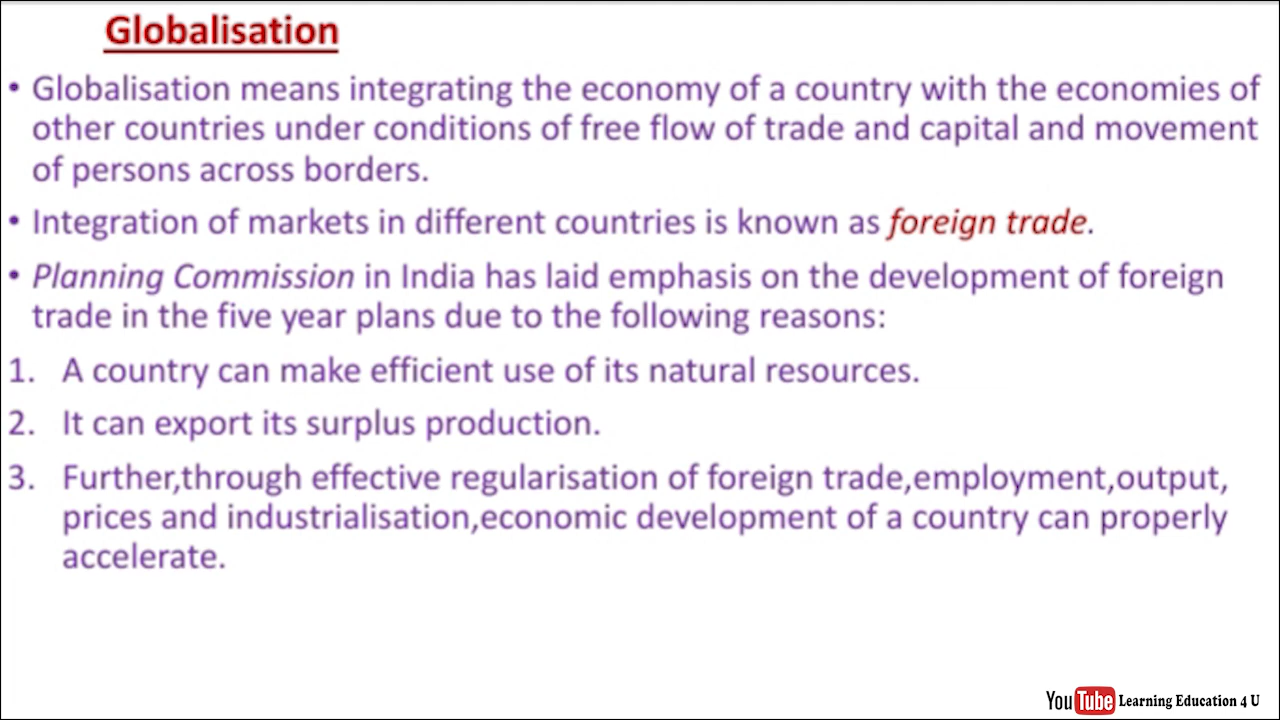 Globalisation
• Globalisation means integrating the economy of a country with the economies of
other countries under conditions of free flow of trade and capital and movement
of persons across borders.
• Integration of markets in different countries is known as foreign trade.
• Planning Commission in India has laid emphasis on the development of foreign
trade in the five year plans due to the following reasons:
1. A country can make efficient use of its natural resources.
2. It can export its surplus production.
3. Further,through effective regularisation of foreign trade,employment,output,
prices and industrialisation,economic development of a country can properly
accelerate.
YouTube Learning Education 4 U